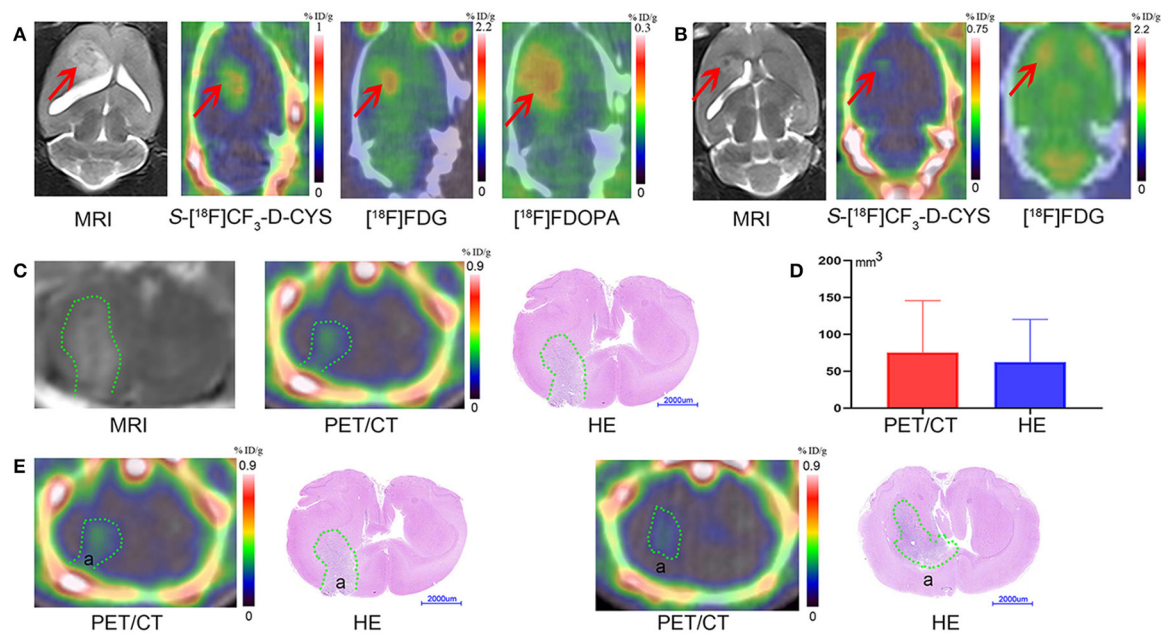 A
% ID/g
1
0
% ID/g
2.2
0
% ID/g
0.3
0
MRI
S-[¹⁸F]CF₃-D-CYS
[¹⁸F]FDG
[¹⁸F]FDOPA
B
% ID/g
0.75
0
% ID/g
2.2
0
MRI
S-[¹⁸F]CF₃-D-CYS
[¹⁸F]FDG
C
% ID/g
0.9
0
2000um
MRI
PET/CT
HE
D
200
150
100
50
0
mm³
PET/CT
HE
E
% ID/g
0.9
0
a
a
2000um
PET/CT
HE
% ID/g
0.9
0
a
a
2000um
PET/CT
HE